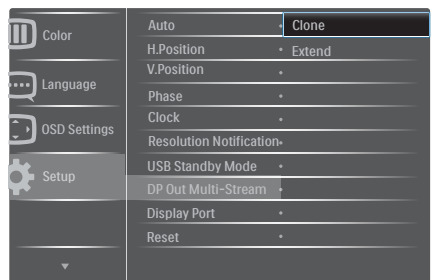 Color
Language
OSD Settings
Setup
Auto
H.Position
V.Position
Phase
Clock
Resolution Notification
USB Standby Mode
DP Out Multi-Stream
Display Port
Reset
Clone
Extend